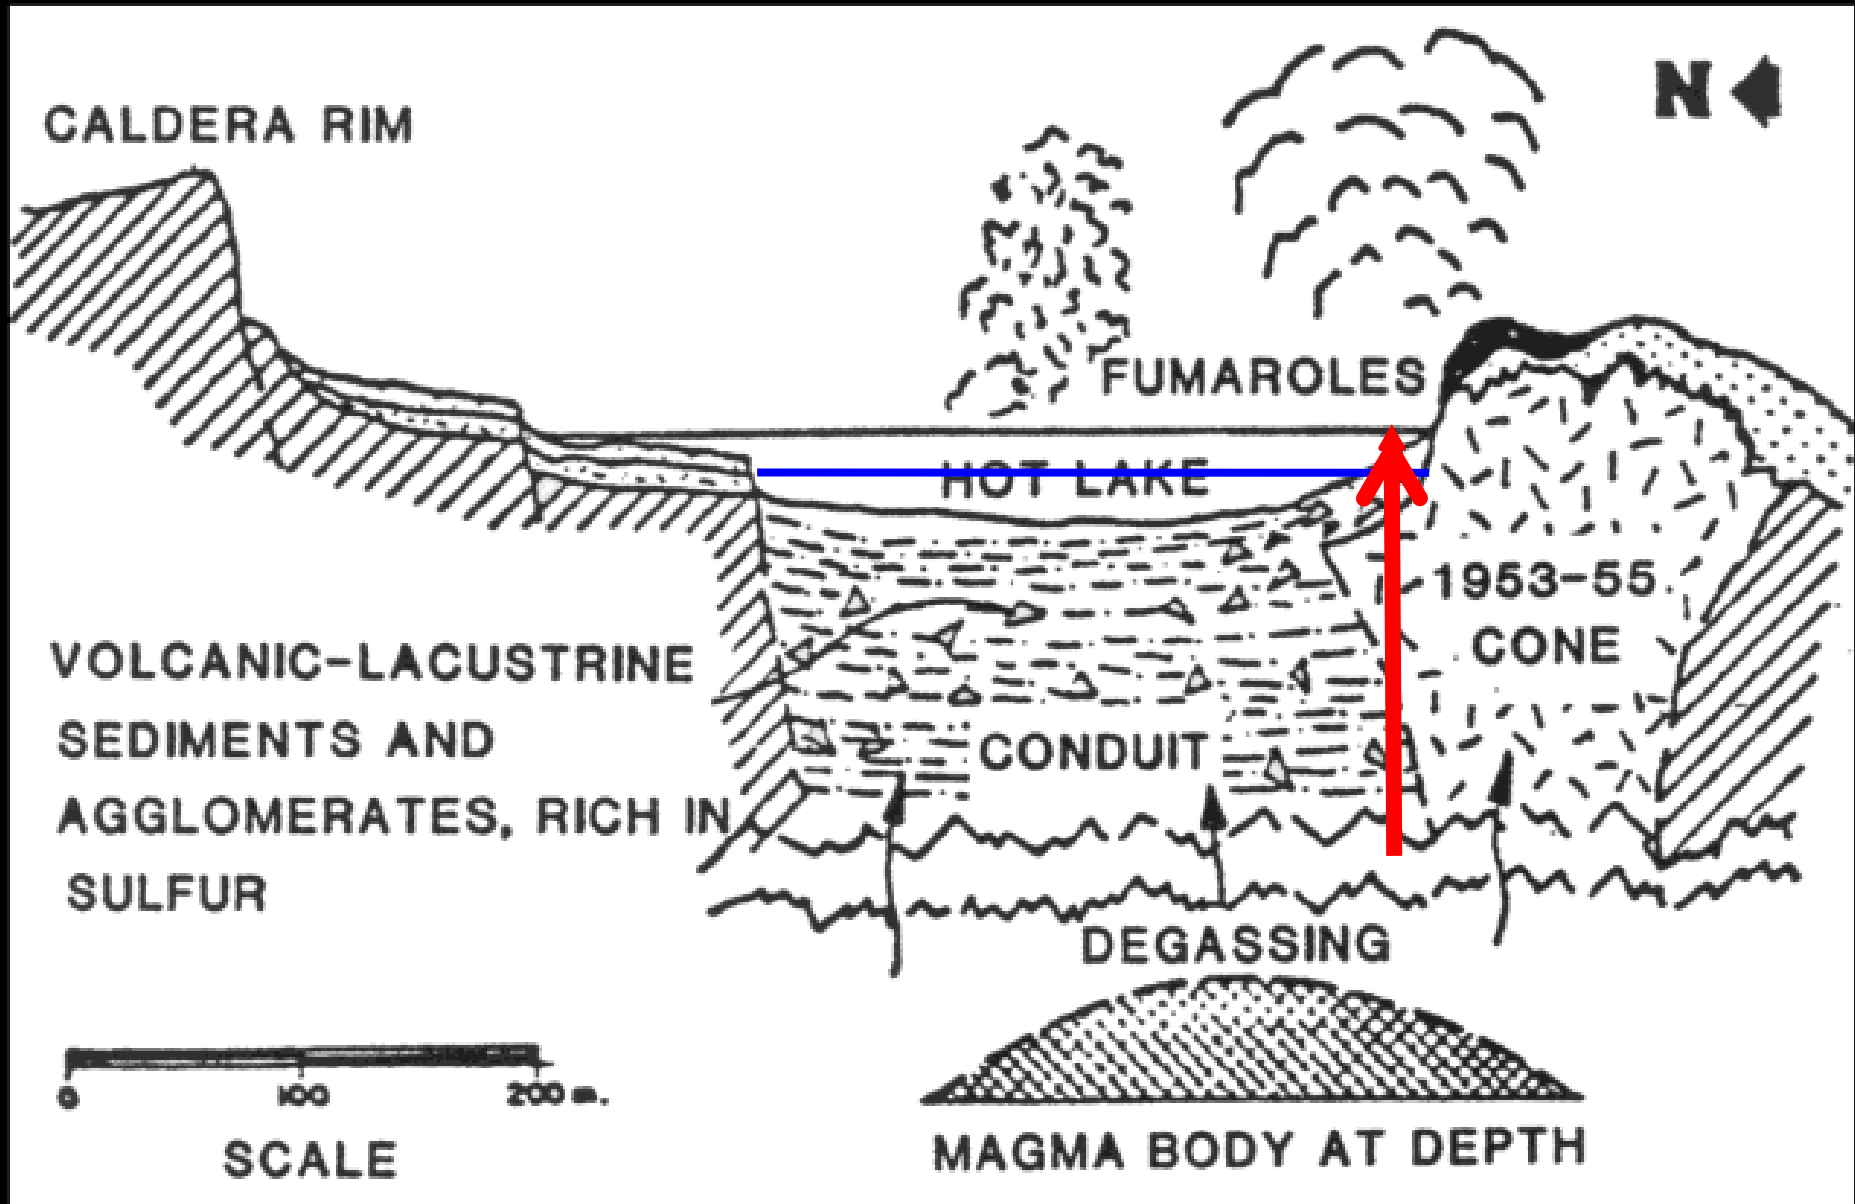 N
CALDERA RIM
FUMAROLES
HOT LAKE
1953-55
CONE
VOLCANIC-LACUSTRINE
SEDIMENTS AND
AGGLOMERATES, RICH IN
SULFUR
CONDUIT
DEGASSING
0 100 200 m.
SCALE
MAGMA BODY AT DEPTH